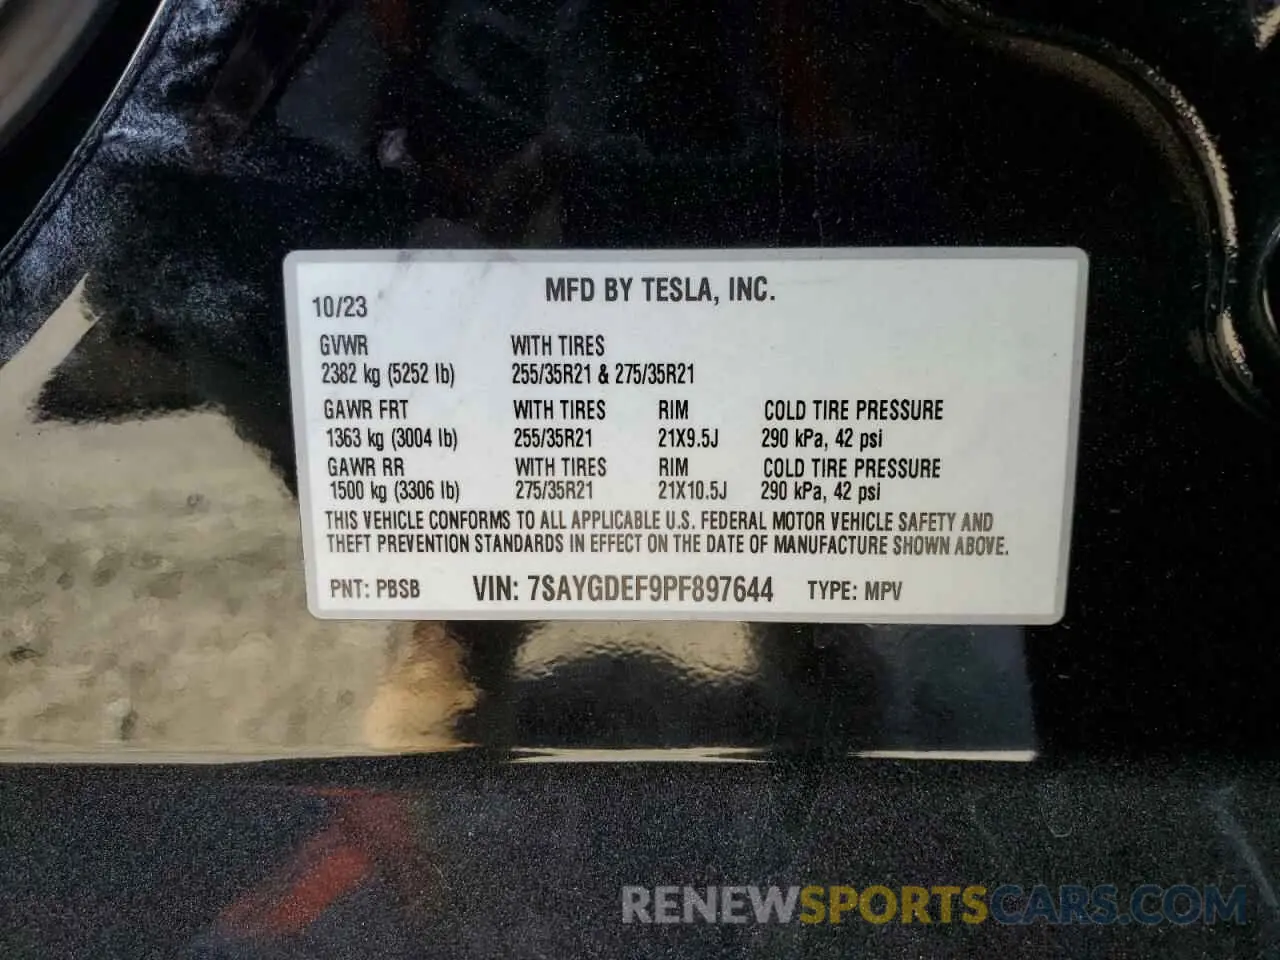 MFD BY TESLA, INC.
10/23
GVWR WITH TIRES
2382 kg (5252 lb) 255/35R21 & 275/35R21
GAWR FRT WITH TIRES RIM COLD TIRE PRESSURE
1363 kg (3004 lb) 255/35R21 21X9.5J 290 kPa, 42 psi
GAWR RR WITH TIRES RIM COLD TIRE PRESSURE
1500 kg (3306 lb) 275/35R21 21X10.5J 290 kPa, 42 psi
THIS VEHICLE CONFORMS TO ALL APPLICABLE U.S. FEDERAL MOTOR VEHICLE SAFETY AND
THEFT PREVENTION STANDARDS IN EFFECT ON THE DATE OF MANUFACTURE SHOWN ABOVE.
PNT: PBSB VIN: 7SAYGDEF9PF897644 TYPE: MPV
RENEWSPORTSCARS.COM